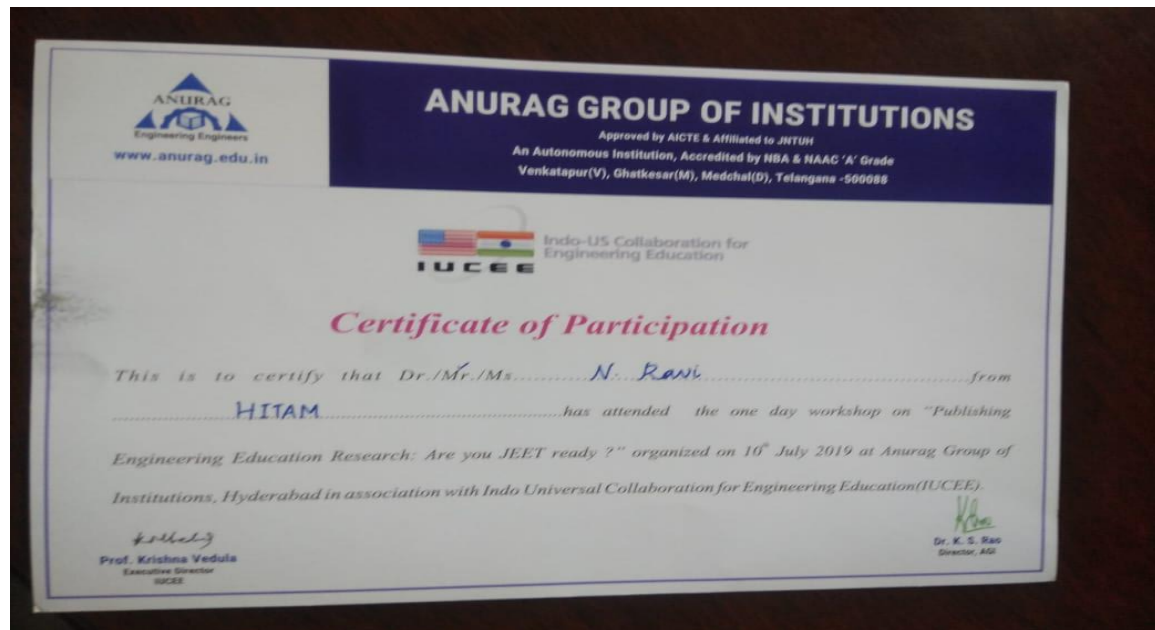 ANURAG
Engineering Engineers
www.anurag.edu.in
ANURAG GROUP OF INSTITUTIONS
Approved by AICTE & Affiliated to JNTUH
An Autonomous Institution, Accredited by NBA & NAAC 'A' Grade
Venkatapur(V), Ghatkesar(M), Medchal(D), Telangana -500088
IUCEE
Indo-US Collaboration for
Engineering Education
Certificate of Participation
This is to certify that Dr./Mr./Ms.............N. Ravi.............................................from
.................HITAM...................................has attended the one day workshop on "Publishing
Engineering Education Research: Are you JEET ready ?" organized on 10th July 2019 at Anurag Group of
Institutions, Hyderabad in association with Indo Universal Collaboration for Engineering Education(IUCEE).
Prof. Krishna Vedula
Executive Director
IUCEE
Dr. K. S. Rao
Director, AGI